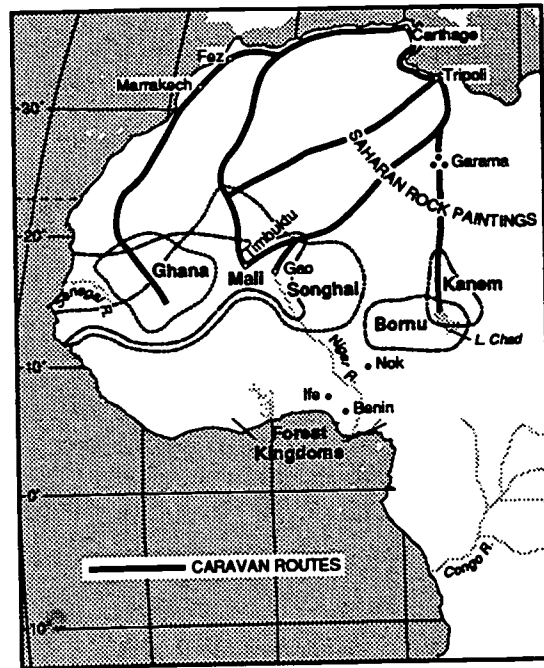 Carthage
Fez
Tripoli
Marrakech
30°
Garama
SAHARAN ROCK PAINTINGS
20°
Timbuktu
Ghana
Mali
Gao
Songhai
Kanem
Senegal R.
Bornu
L. Chad
10°
Niger R.
Nok
Ife
Benin
Forest
Kingdoms
0°
CARAVAN ROUTES
Congo R.
10°